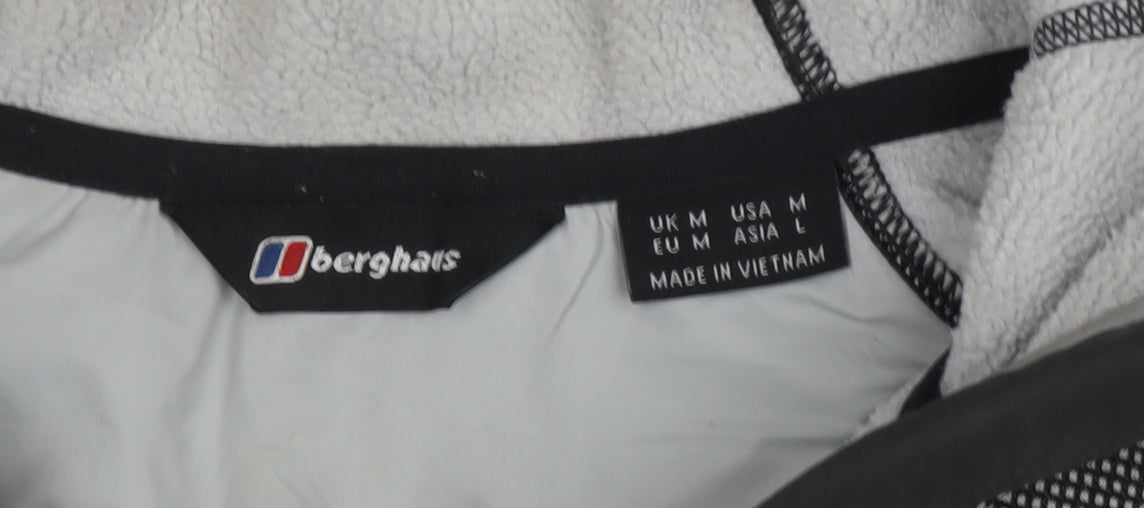 berghaus
UK M USA M
EU M ASIA L
MADE IN VIETNAM